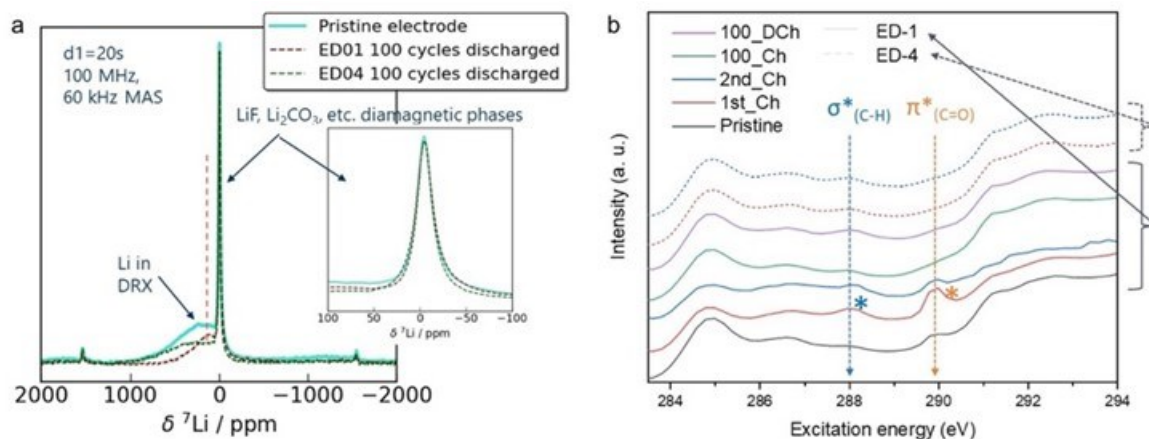 a
Pristine electrode
ED01 100 cycles discharged
ED04 100 cycles discharged
d1=20s
100 MHz,
60 kHz MAS
LiF, Li₂CO₃, etc. diamagnetic phases
Li in
DRX
100 50 0 −50 −100
δ ⁷Li / ppm
2000 1000 0 −1000 −2000
δ ⁷Li / ppm
b
100_DCh
100_Ch
2nd_Ch
1st_Ch
Pristine
ED-1
ED-4
σ*(C-H)
π*(C=O)
*
*
Intensity (a. u.)
284 286 288 290 292 294
Excitation energy (eV)